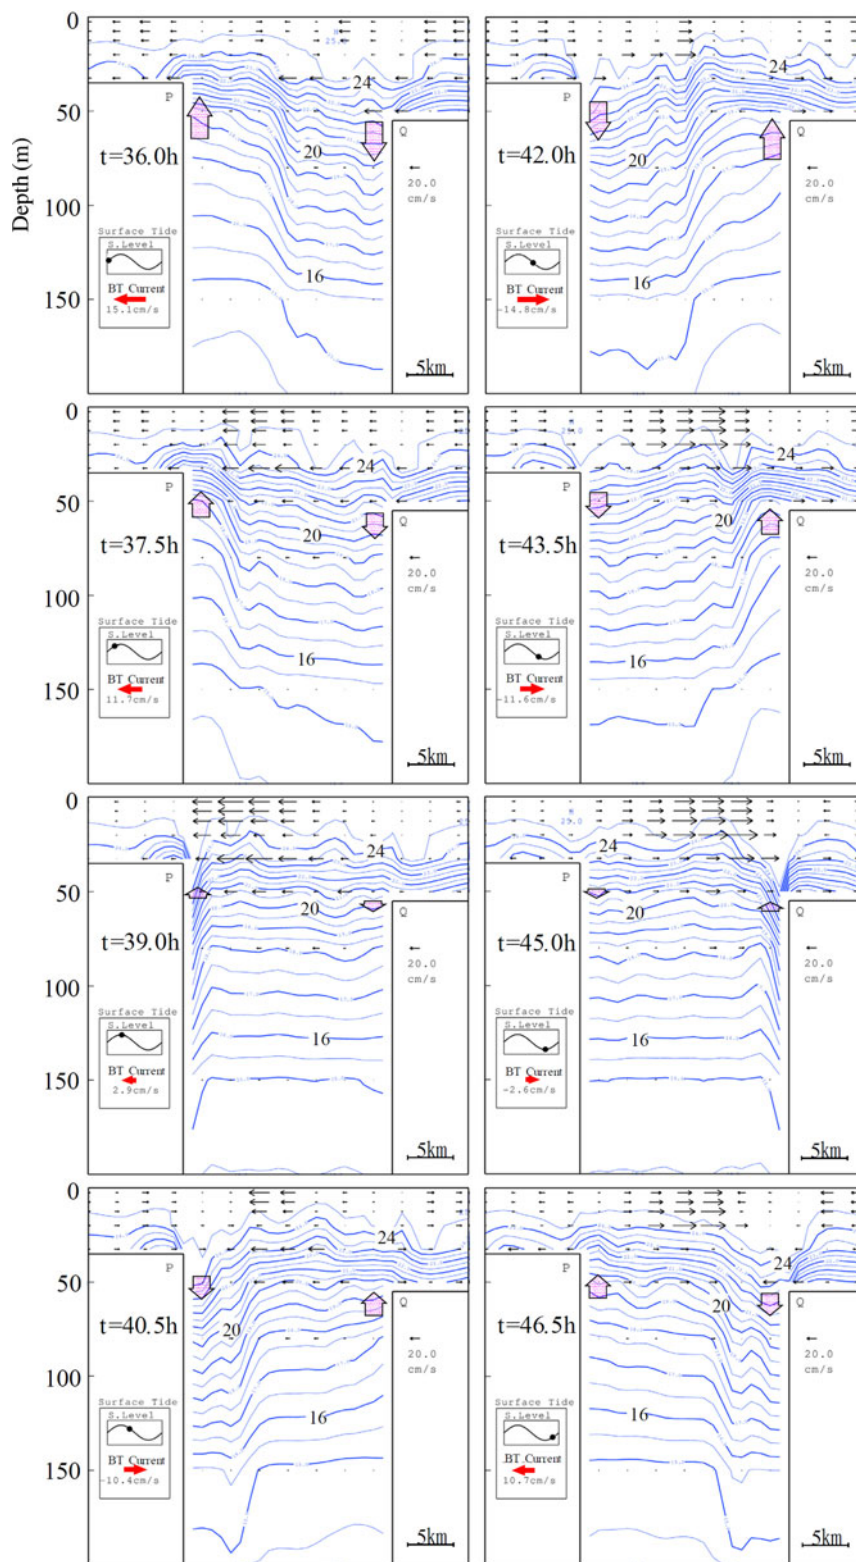 Depth (m)
0
50
100
150
25.0
24
20
16
P
Q
t=36.0h
20.0
cm/s
Surface Tide
S.Level
BT Current
15.1cm/s
5km
24
20
16
P
Q
t=42.0h
20.0
cm/s
Surface Tide
S.Level
BT Current
-14.8cm/s
5km
0
50
100
150
24
20
16
P
Q
t=37.5h
20.0
cm/s
Surface Tide
S.Level
BT Current
11.7cm/s
5km
25.0
24
20
16
P
Q
t=43.5h
20.0
cm/s
Surface Tide
S.Level
BT Current
-11.6cm/s
5km
0
50
100
150
24
20
16
P
Q
t=39.0h
20.0
cm/s
Surface Tide
S.Level
BT Current
2.9cm/s
5km
25.0
24
20
16
P
Q
t=45.0h
20.0
cm/s
Surface Tide
S.Level
BT Current
-2.6cm/s
5km
0
50
100
150
24
20
16
P
Q
t=40.5h
20.0
cm/s
Surface Tide
S.Level
BT Current
-10.4cm/s
5km
24
20
16
P
Q
t=46.5h
20.0
cm/s
Surface Tide
S.Level
BT Current
10.7cm/s
5km